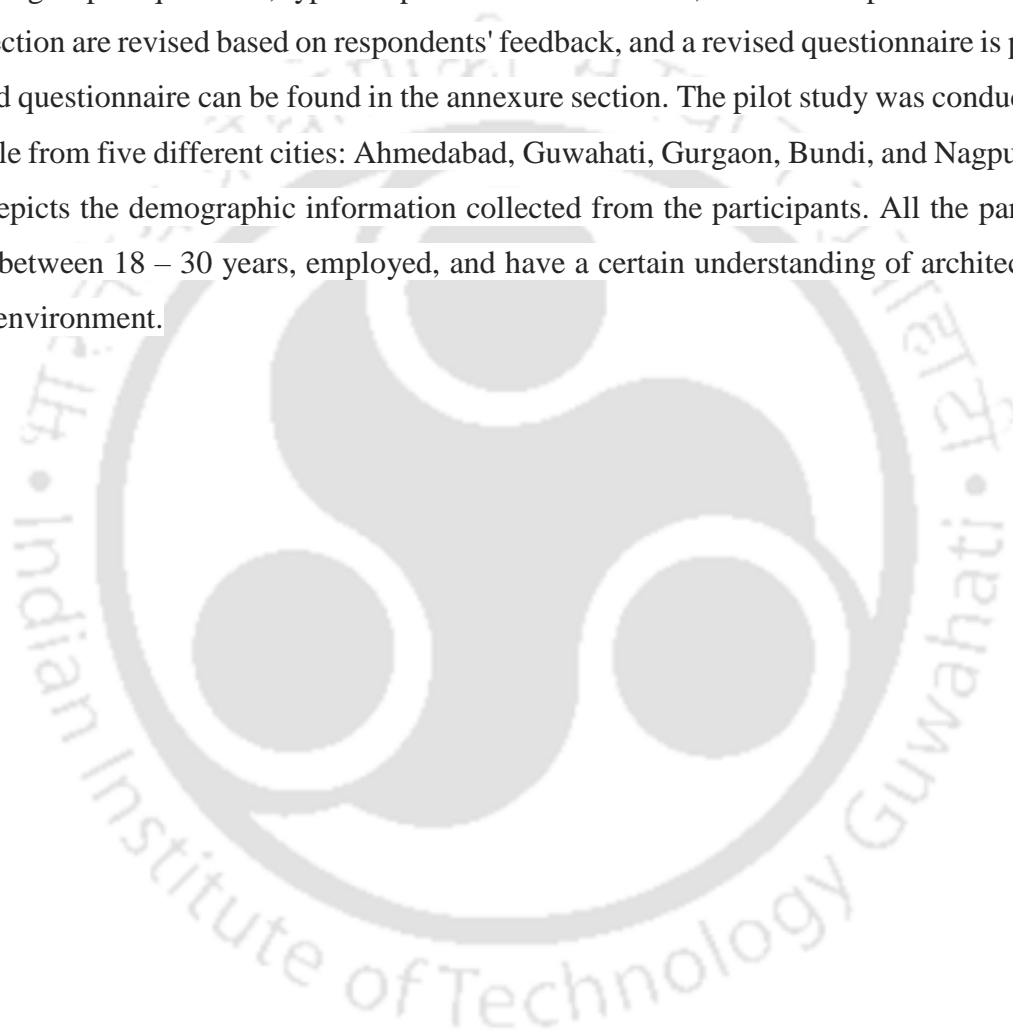 ection are revised based on respondents' feedback, and a revised questionnaire is p
d questionnaire can be found in the annexure section. The pilot study was conduc
le from five different cities: Ahmedabad, Guwahati, Gurgaon, Bundi, and Nagpu
epicts the demographic information collected from the participants. All the par
between 18 – 30 years, employed, and have a certain understanding of architec
environment.
Indian Institute of Technology Guwahati